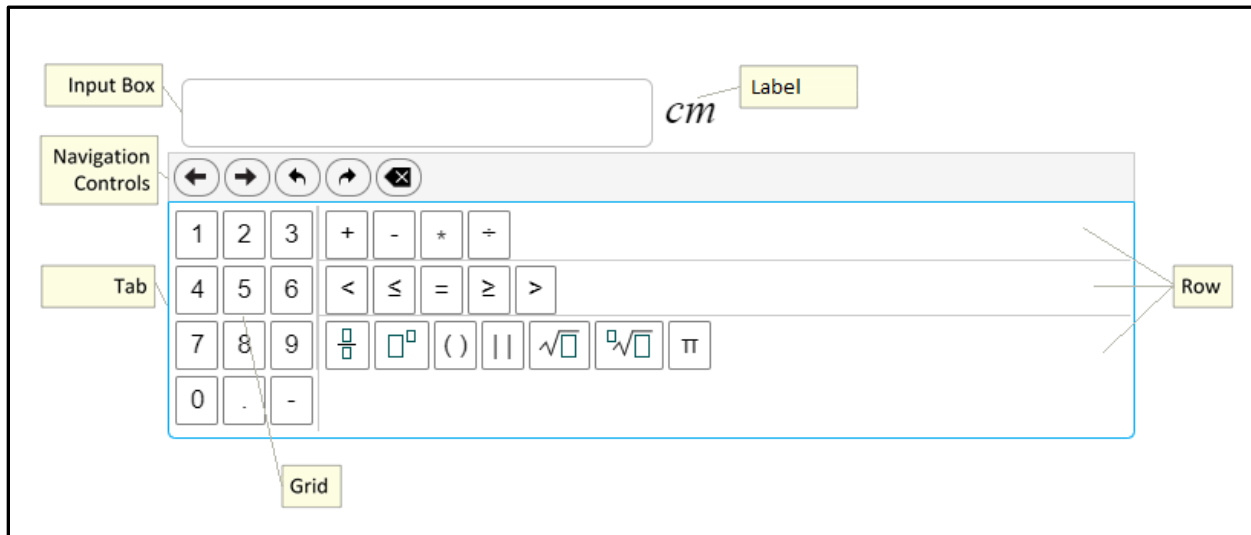 Input Box
Label
cm
Navigation
Controls
1 2 3 + - * ÷
Tab
4 5 6 < ≤ = ≥ >
Row
7 8 9 ▯/▯ ▯^▯ ( ) | | √▯ ▯√▯ π
0 . -
Grid